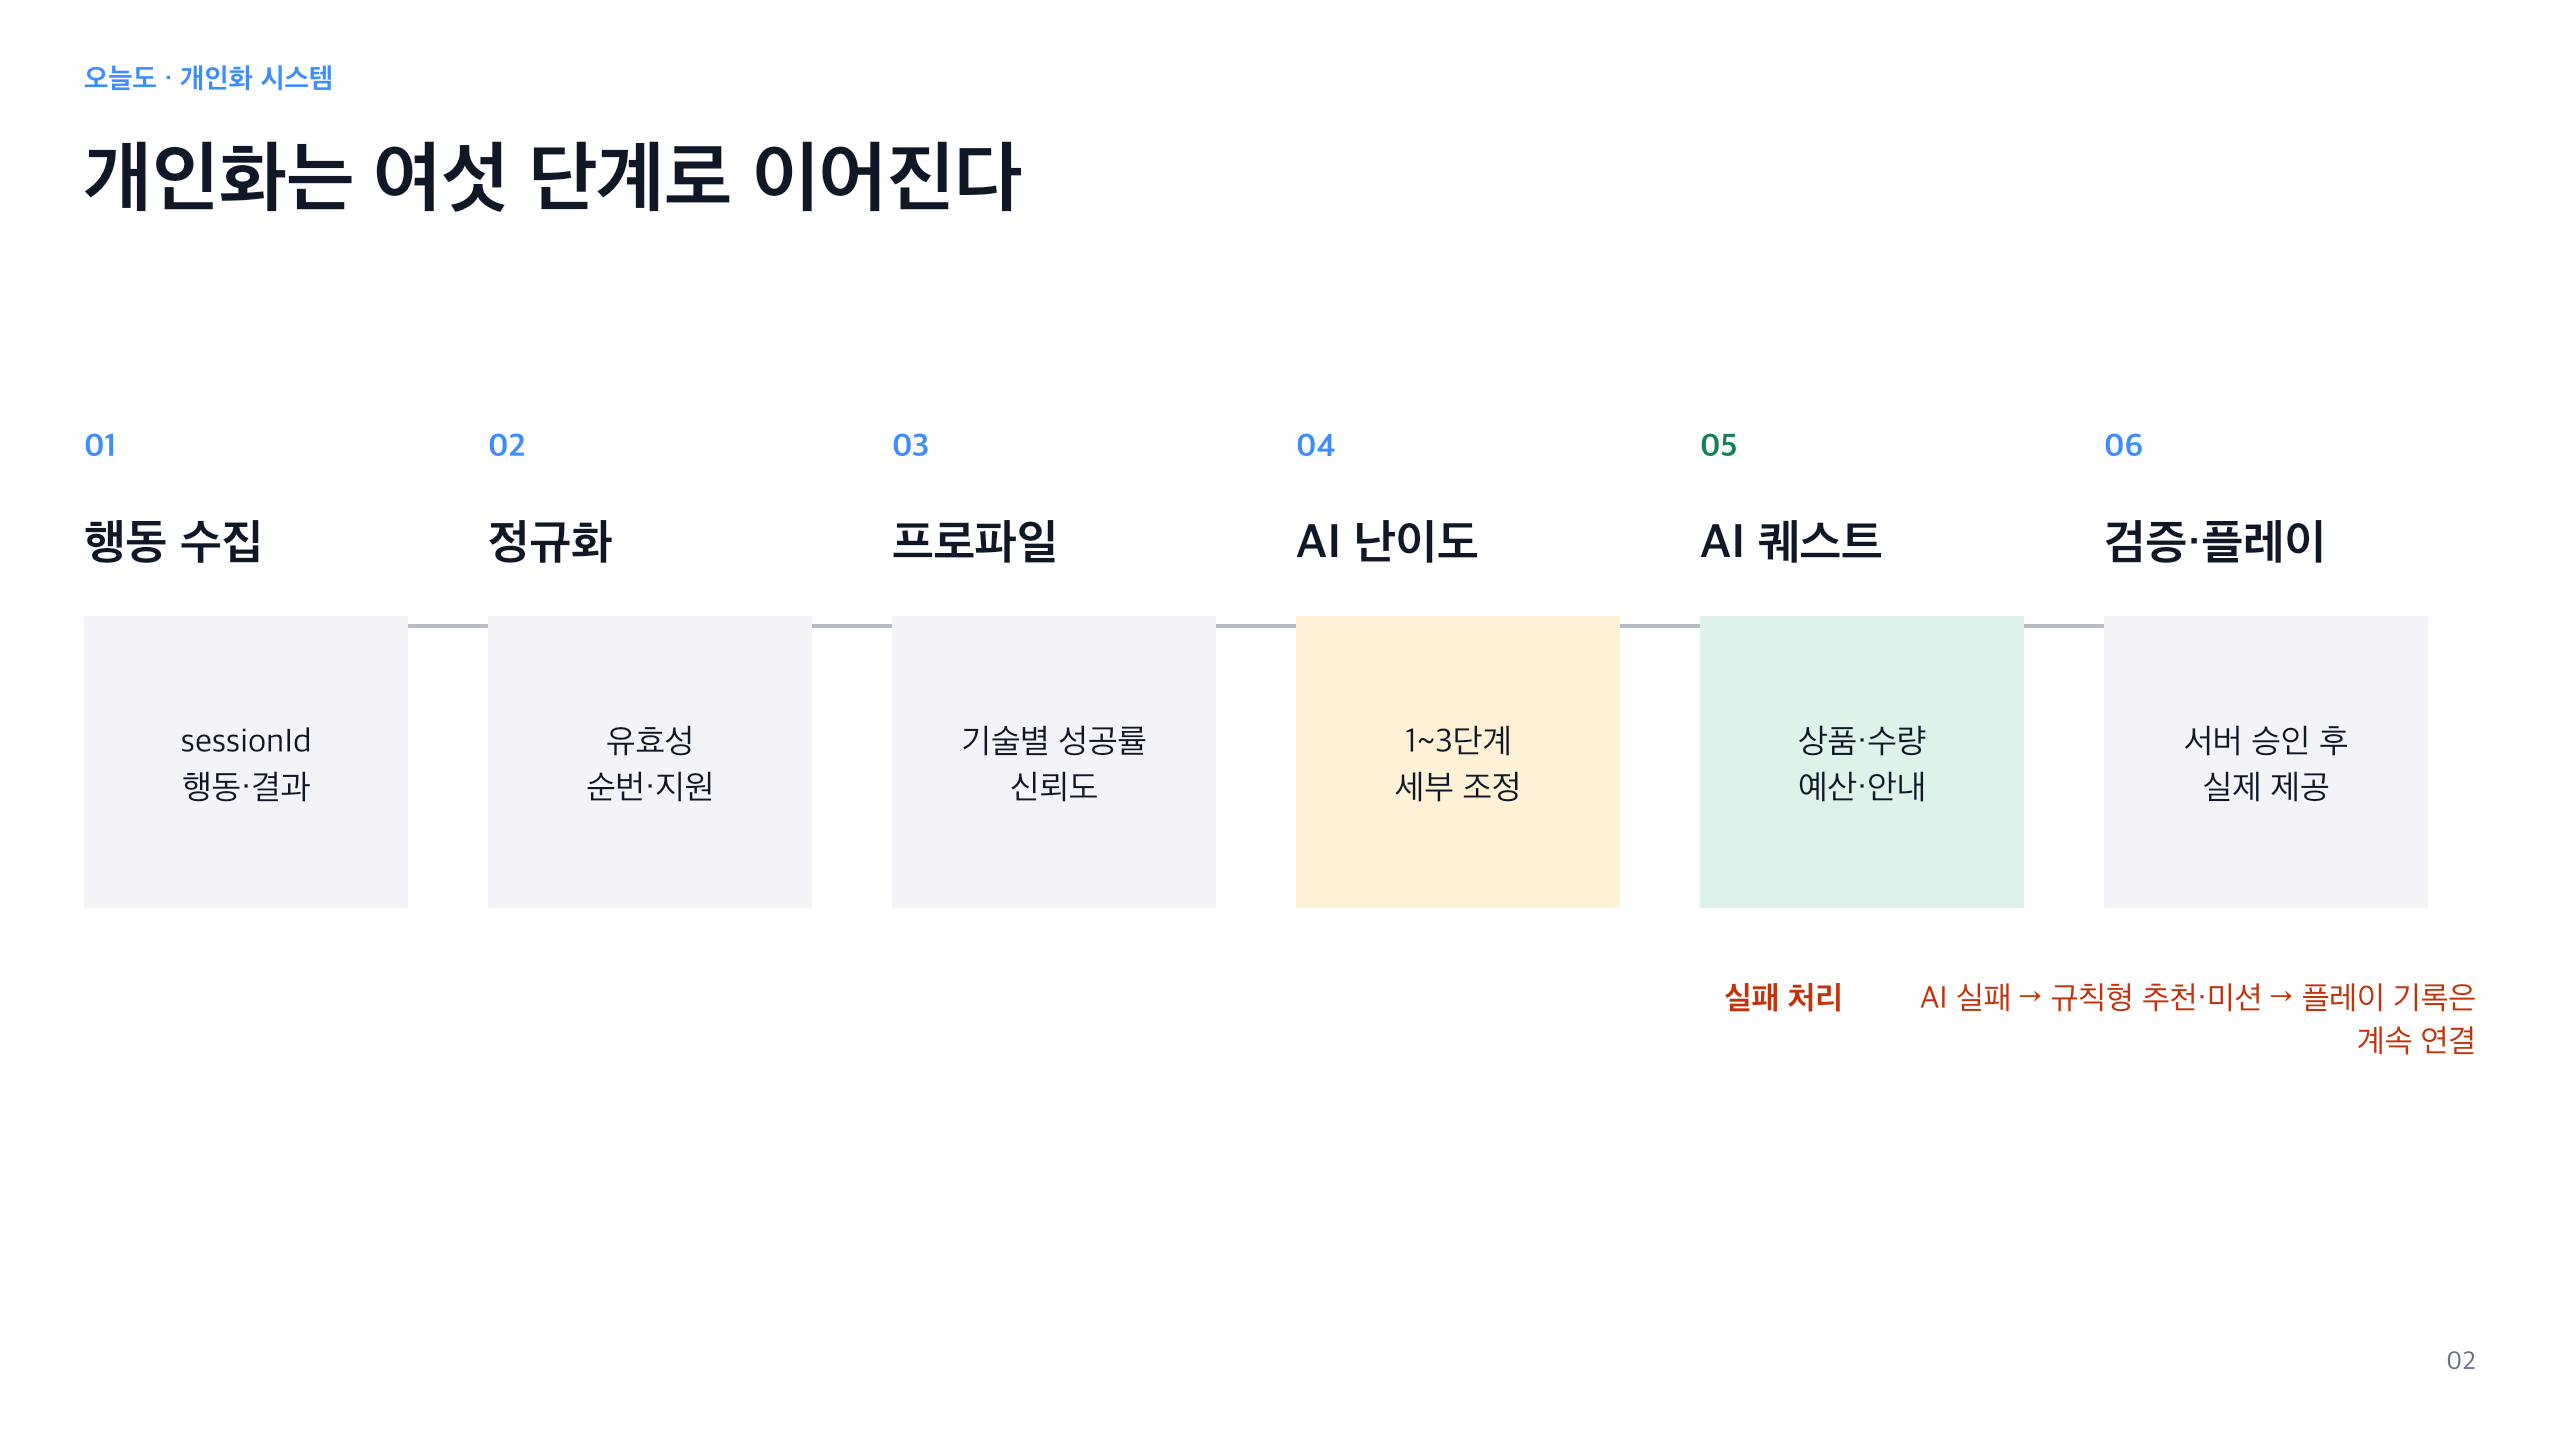 오늘도 · 개인화 시스템
개인화는 여섯 단계로 이어진다
01
행동 수집
sessionId
행동·결과
02
정규화
유효성
순번·지원
03
프로파일
기술별 성공률
신뢰도
04
AI 난이도
1~3단계
세부 조정
05
AI 퀘스트
상품·수량
예산·안내
06
검증·플레이
서버 승인 후
실제 제공
실패 처리
AI 실패 → 규칙형 추천·미션 → 플레이 기록은
계속 연결
02